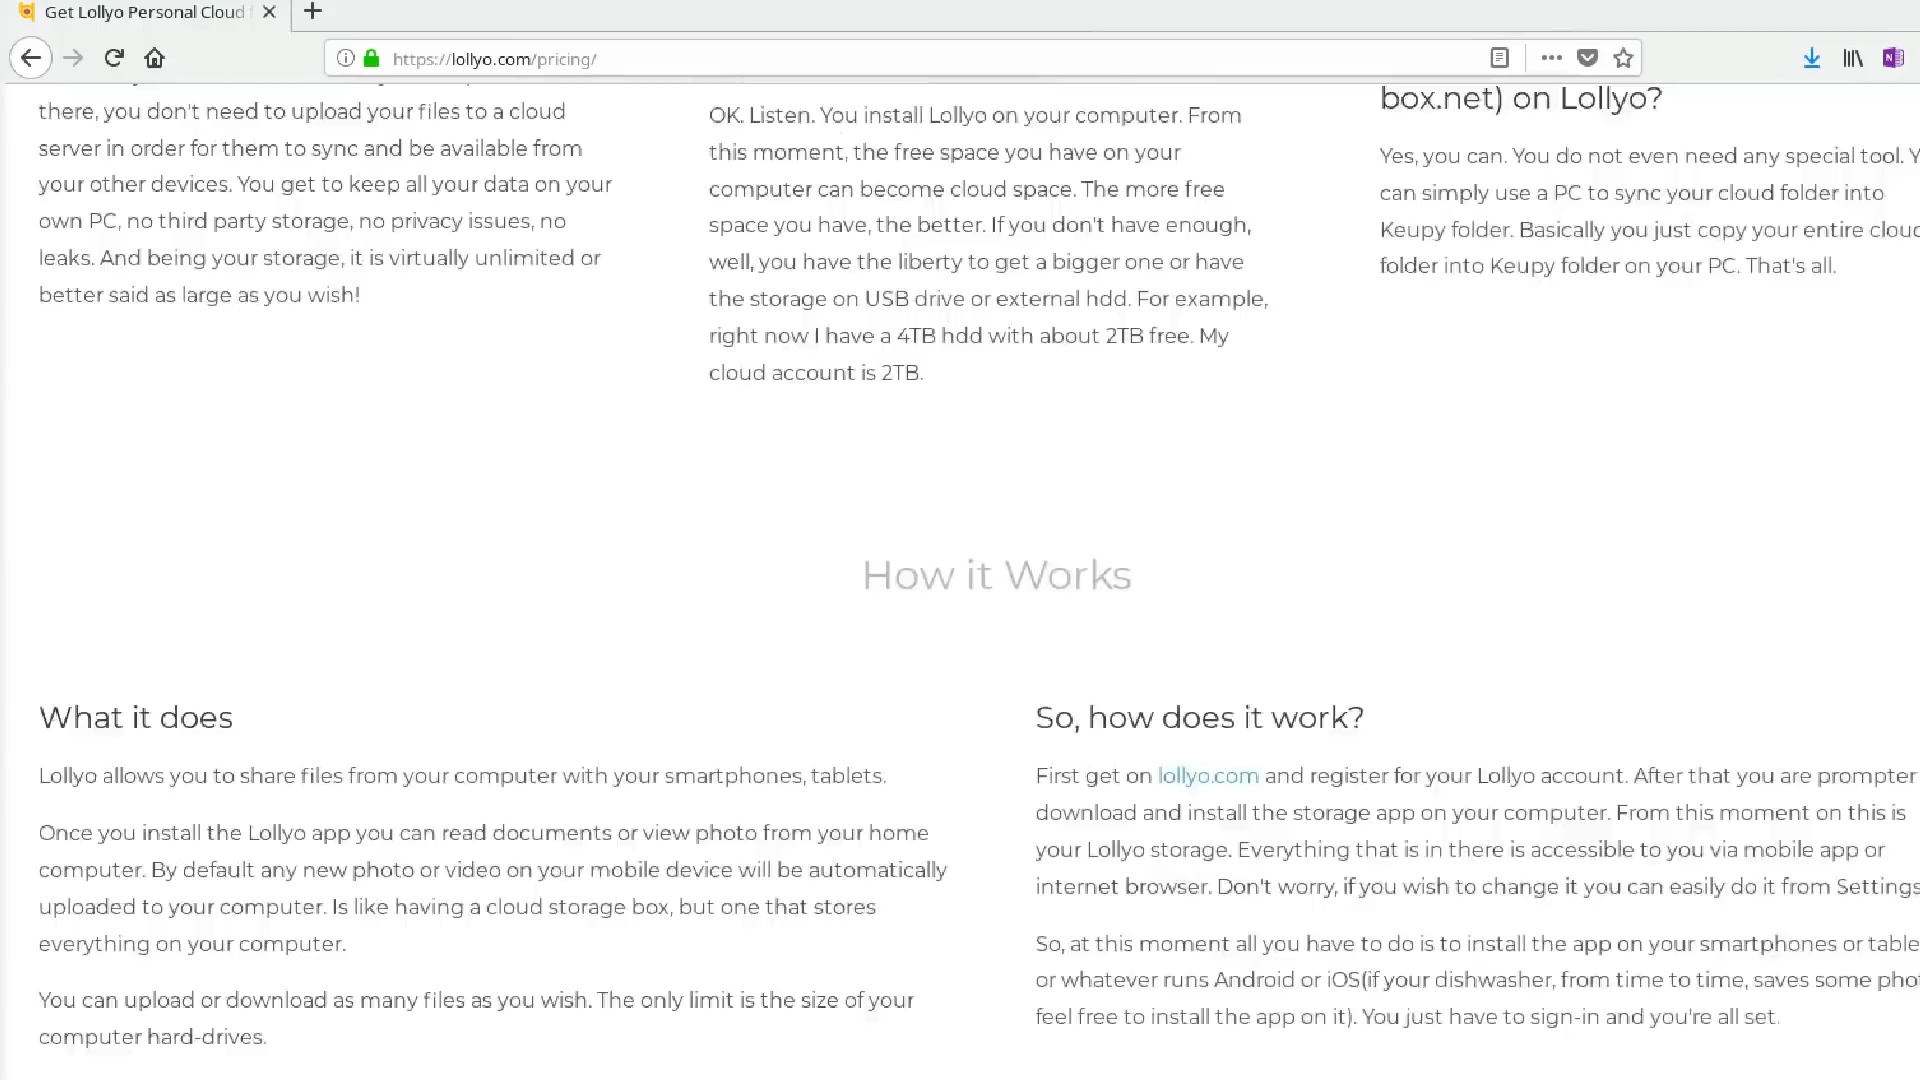 Get Lollyo Personal Cloud
https://lollyo.com/pricing/
there, you don't need to upload your files to a cloud
server in order for them to sync and be available from
your other devices. You get to keep all your data on your
own PC, no third party storage, no privacy issues, no
leaks. And being your storage, it is virtually unlimited or
better said as large as you wish!
OK. Listen. You install Lollyo on your computer. From
this moment, the free space you have on your
computer can become cloud space. The more free
space you have, the better. If you don't have enough,
well, you have the liberty to get a bigger one or have
the storage on USB drive or external hdd. For example,
right now I have a 4TB hdd with about 2TB free. My
cloud account is 2TB.
box.net) on Lollyo?
Yes, you can. You do not even need any special tool.
can simply use a PC to sync your cloud folder into
Keupy folder. Basically you just copy your entire cloud
folder into Keupy folder on your PC. That's all.
How it Works
What it does
Lollyo allows you to share files from your computer with your smartphones, tablets.
Once you install the Lollyo app you can read documents or view photo from your home
computer. By default any new photo or video on your mobile device will be automatically
uploaded to your computer. Is like having a cloud storage box, but one that stores
everything on your computer.
You can upload or download as many files as you wish. The only limit is the size of your
computer hard-drives.
So, how does it work?
First get on lollyo.com and register for your Lollyo account. After that you are prompter
download and install the storage app on your computer. From this moment on this is
your Lollyo storage. Everything that is in there is accessible to you via mobile app or
internet browser. Don't worry, if you wish to change it you can easily do it from Settings
So, at this moment all you have to do is to install the app on your smartphones or table
or whatever runs Android or iOS(if your dishwasher, from time to time, saves some pho
feel free to install the app on it). You just have to sign-in and you're all set.